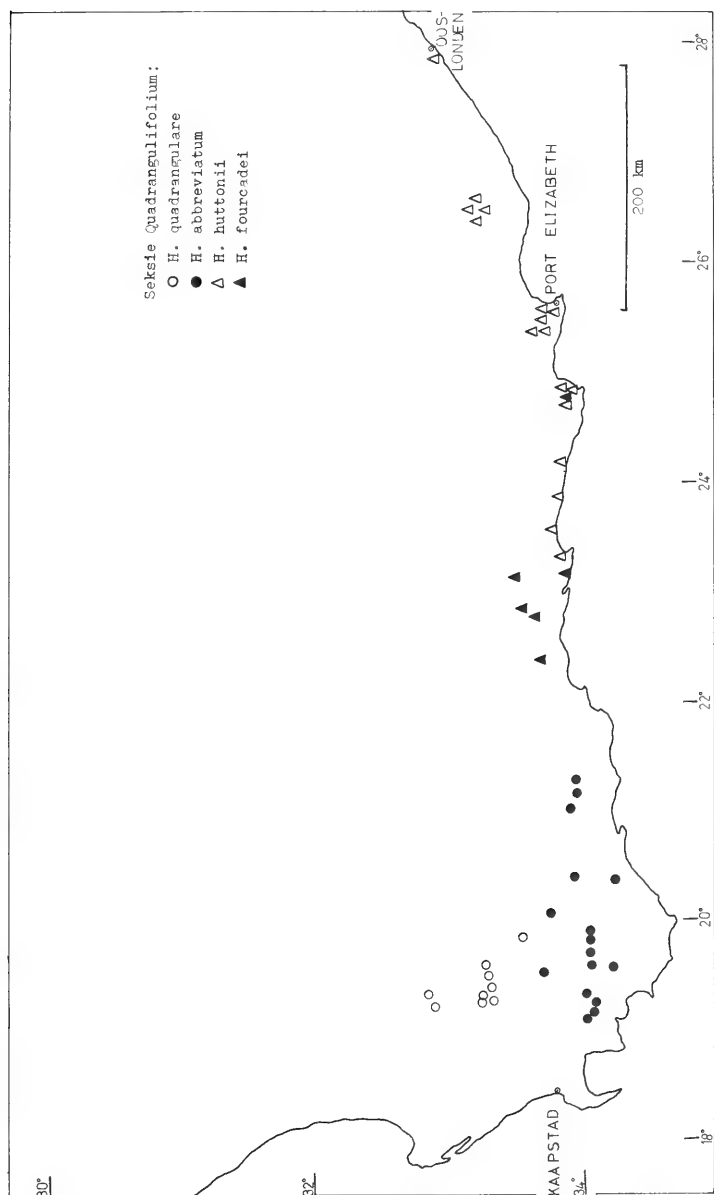 Seksie Quadrangulifolium:
○ H. quadrangulare
● H. abbreviatum
△ H. huttonii
▲ H. fourcadei
OOS-
LONDEN
PORT ELIZABETH
KAAPSTAD
200 km
30°
32°
34°
18°
20°
22°
24°
26°
28°